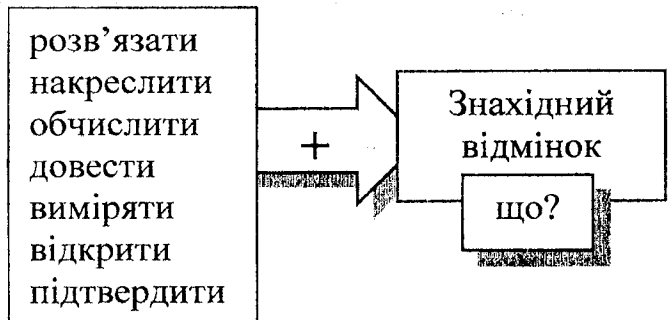 розв’язати
накреслити
обчислити
довести
виміряти
відкрити
підтвердити
+
Знахідний
відмінок
що?